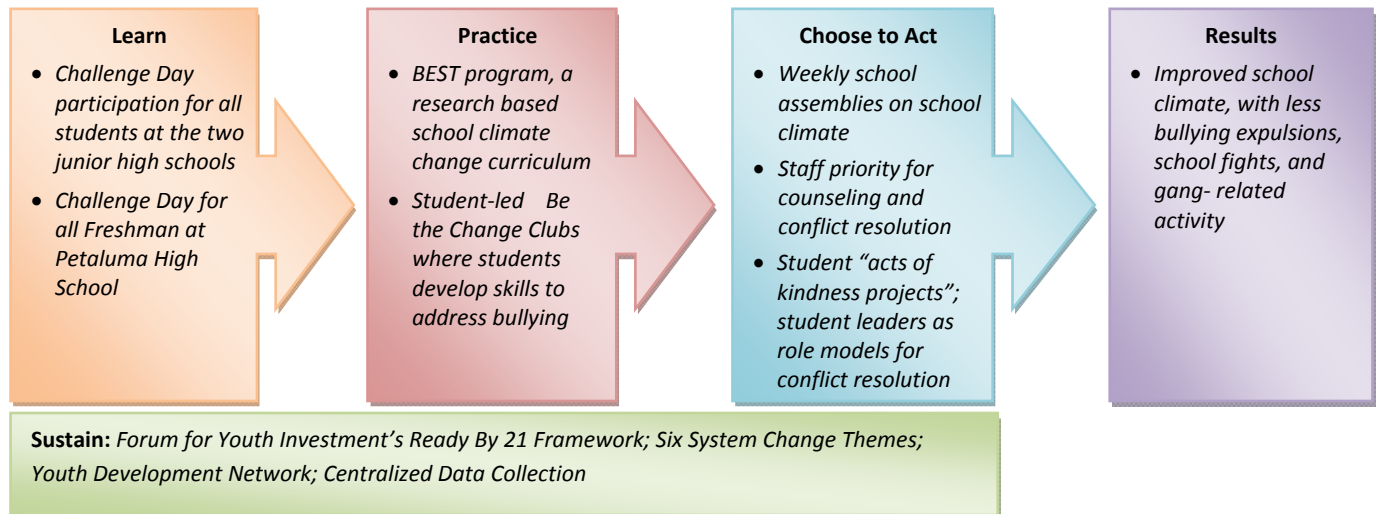 Learn
• Challenge Day
participation for all
students at the two
junior high schools
• Challenge Day for
all Freshman at
Petaluma High
School
Practice
• BEST program, a
research based
school climate
change curriculum
• Student-led Be
the Change Clubs
where students
develop skills to
address bullying
Choose to Act
• Weekly school
assemblies on school
climate
• Staff priority for
counseling and
conflict resolution
• Student “acts of
kindness projects”;
student leaders as
role models for
conflict resolution
Results
• Improved school
climate, with less
bullying expulsions,
school fights, and
gang- related
activity
Sustain: Forum for Youth Investment’s Ready By 21 Framework; Six System Change Themes;
Youth Development Network; Centralized Data Collection